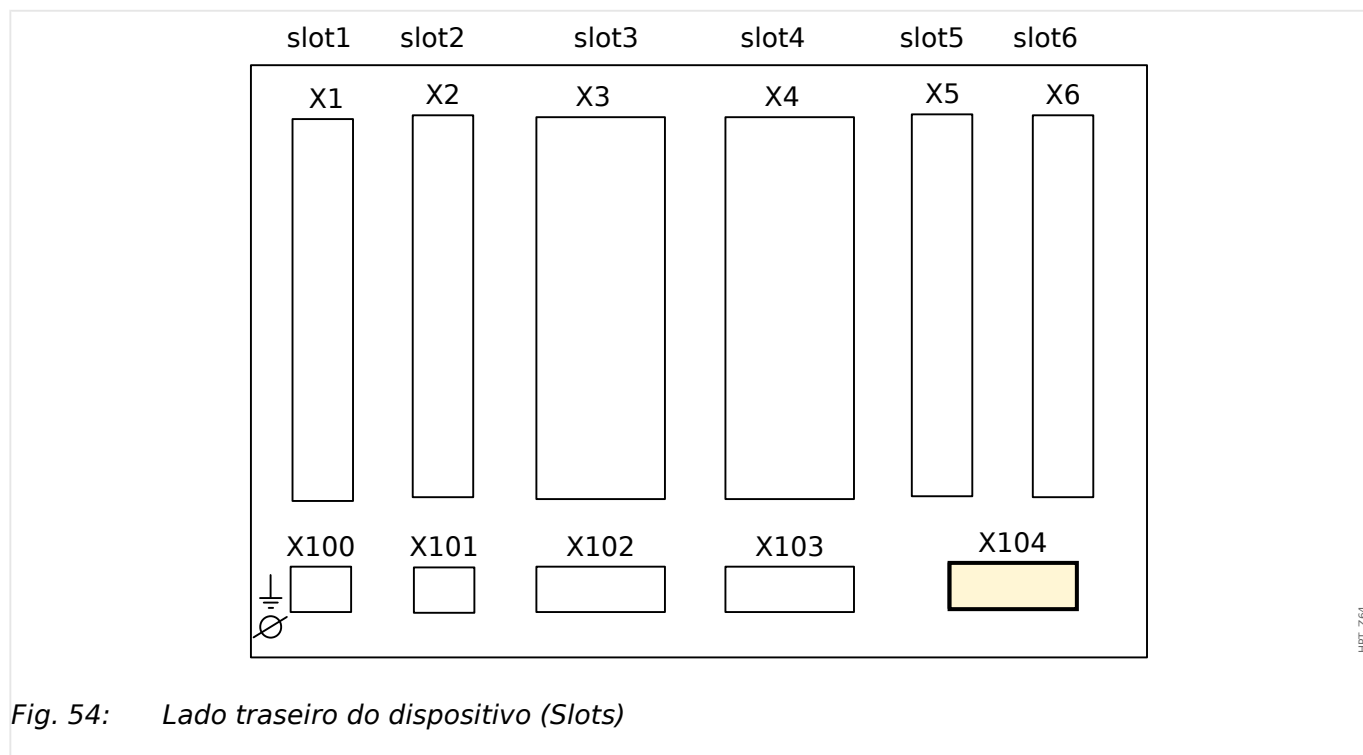 slot1 slot2 slot3 slot4 slot5 slot6
X1 X2 X3 X4 X5 X6
X100 X101 X102 X103 X104
HPT_Z64
Fig. 54: Lado traseiro do dispositivo (Slots)